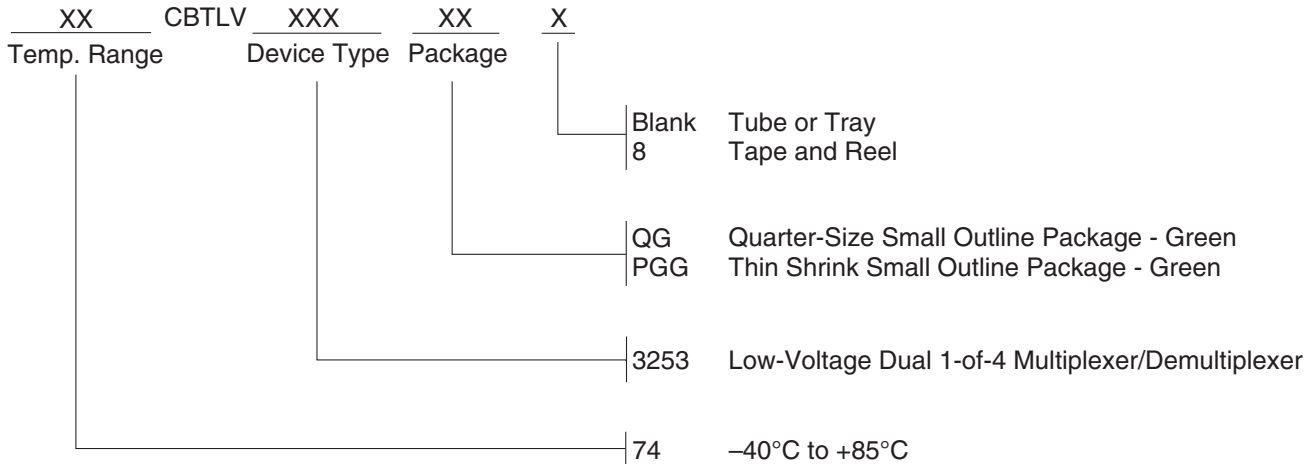 XX CBTLV XXX XX X
Temp. Range Device Type Package
Blank Tube or Tray
8 Tape and Reel
QG Quarter-Size Small Outline Package - Green
PGG Thin Shrink Small Outline Package - Green
3253 Low-Voltage Dual 1-of-4 Multiplexer/Demultiplexer
74 –40°C to +85°C